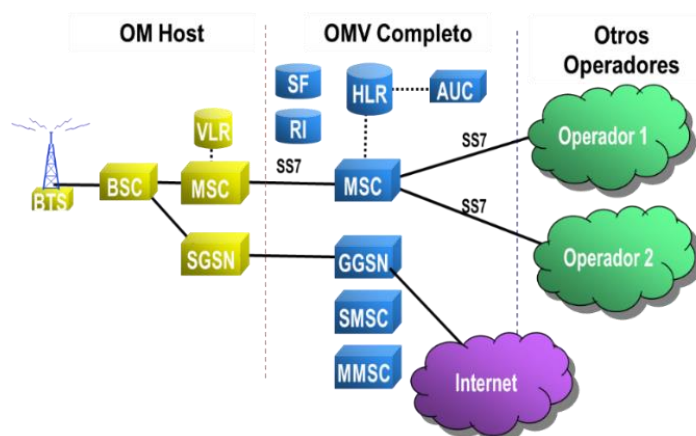 OM Host
OMV Completo
Otros
Operadores
SF
HLR
AUC
VLR
RI
SS7
Operador 1
BTS
BSC
MSC
SS7
MSC
SS7
SGSN
GGSN
Operador 2
SMSC
MMSC
Internet